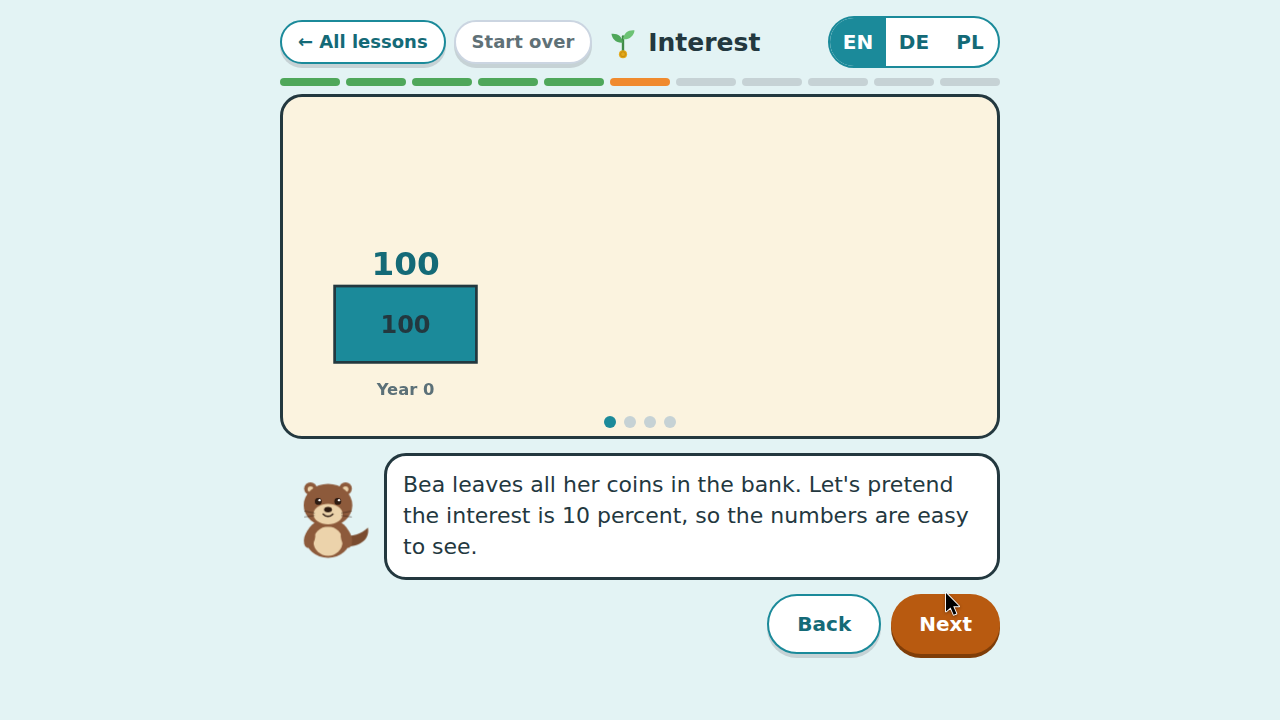 ← All lessons
Start over
Interest
EN DE PL
100
100
Year 0
Bea leaves all her coins in the bank. Let's pretend
the interest is 10 percent, so the numbers are easy
to see.
Back
Next